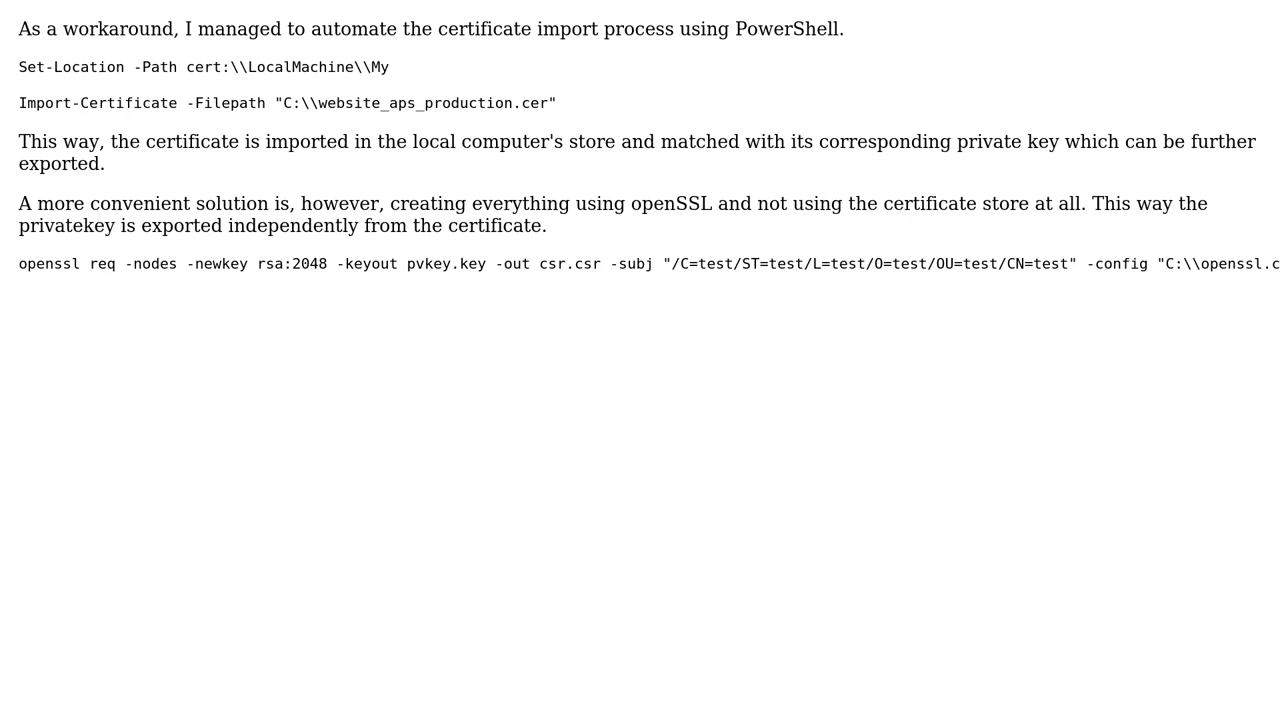 As a workaround, I managed to automate the certificate import process using PowerShell.
Set-Location -Path cert:\\LocalMachine\\My
Import-Certificate -Filepath "C:\\website_aps_production.cer"
This way, the certificate is imported in the local computer's store and matched with its corresponding private key which can be further
exported.
A more convenient solution is, however, creating everything using openSSL and not using the certificate store at all. This way the
privatekey is exported independently from the certificate.
openssl req -nodes -newkey rsa:2048 -keyout pvkey.key -out csr.csr -subj "/C=test/ST=test/L=test/O=test/OU=test/CN=test" -config "C:\\openssl.c